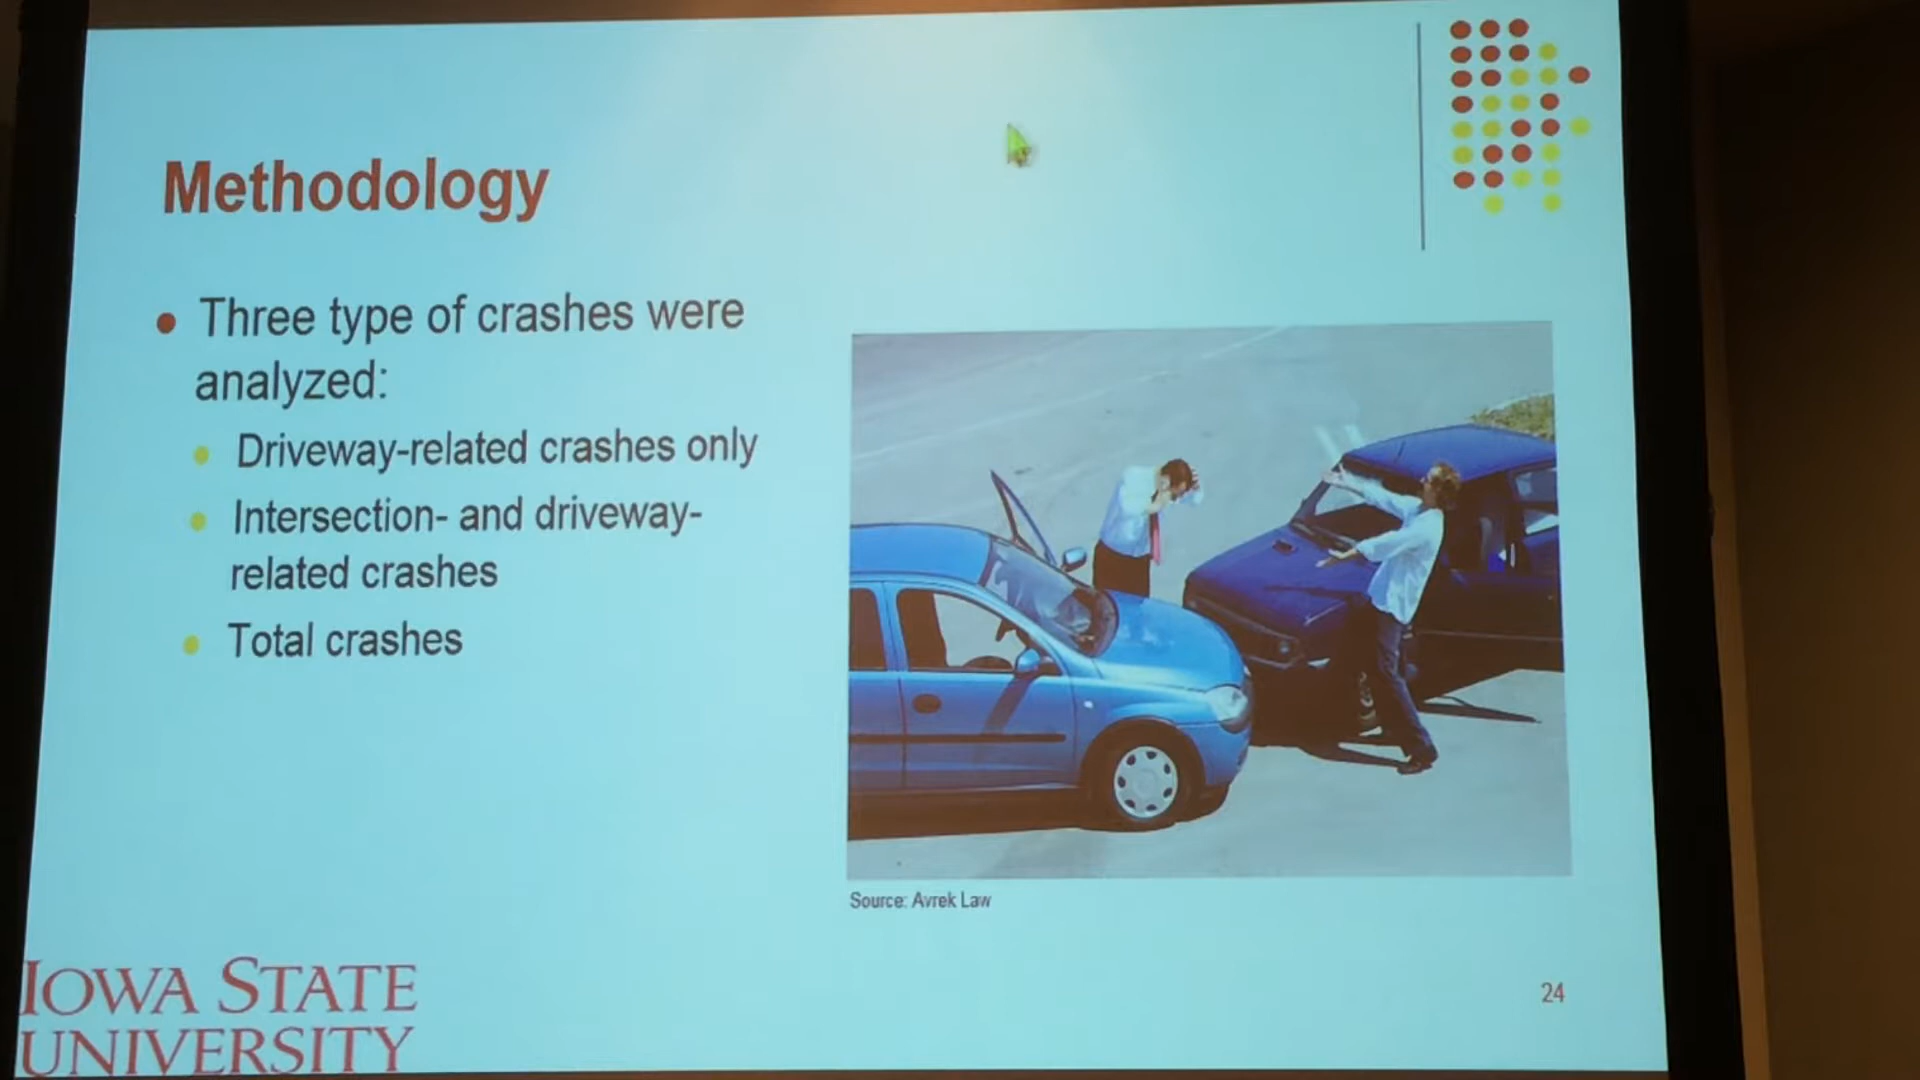 Methodology
Three type of crashes were
analyzed:
Driveway-related crashes only
Intersection- and driveway-
related crashes
Total crashes
Source: Avrek Law
IOWA STATE
UNIVERSITY
24